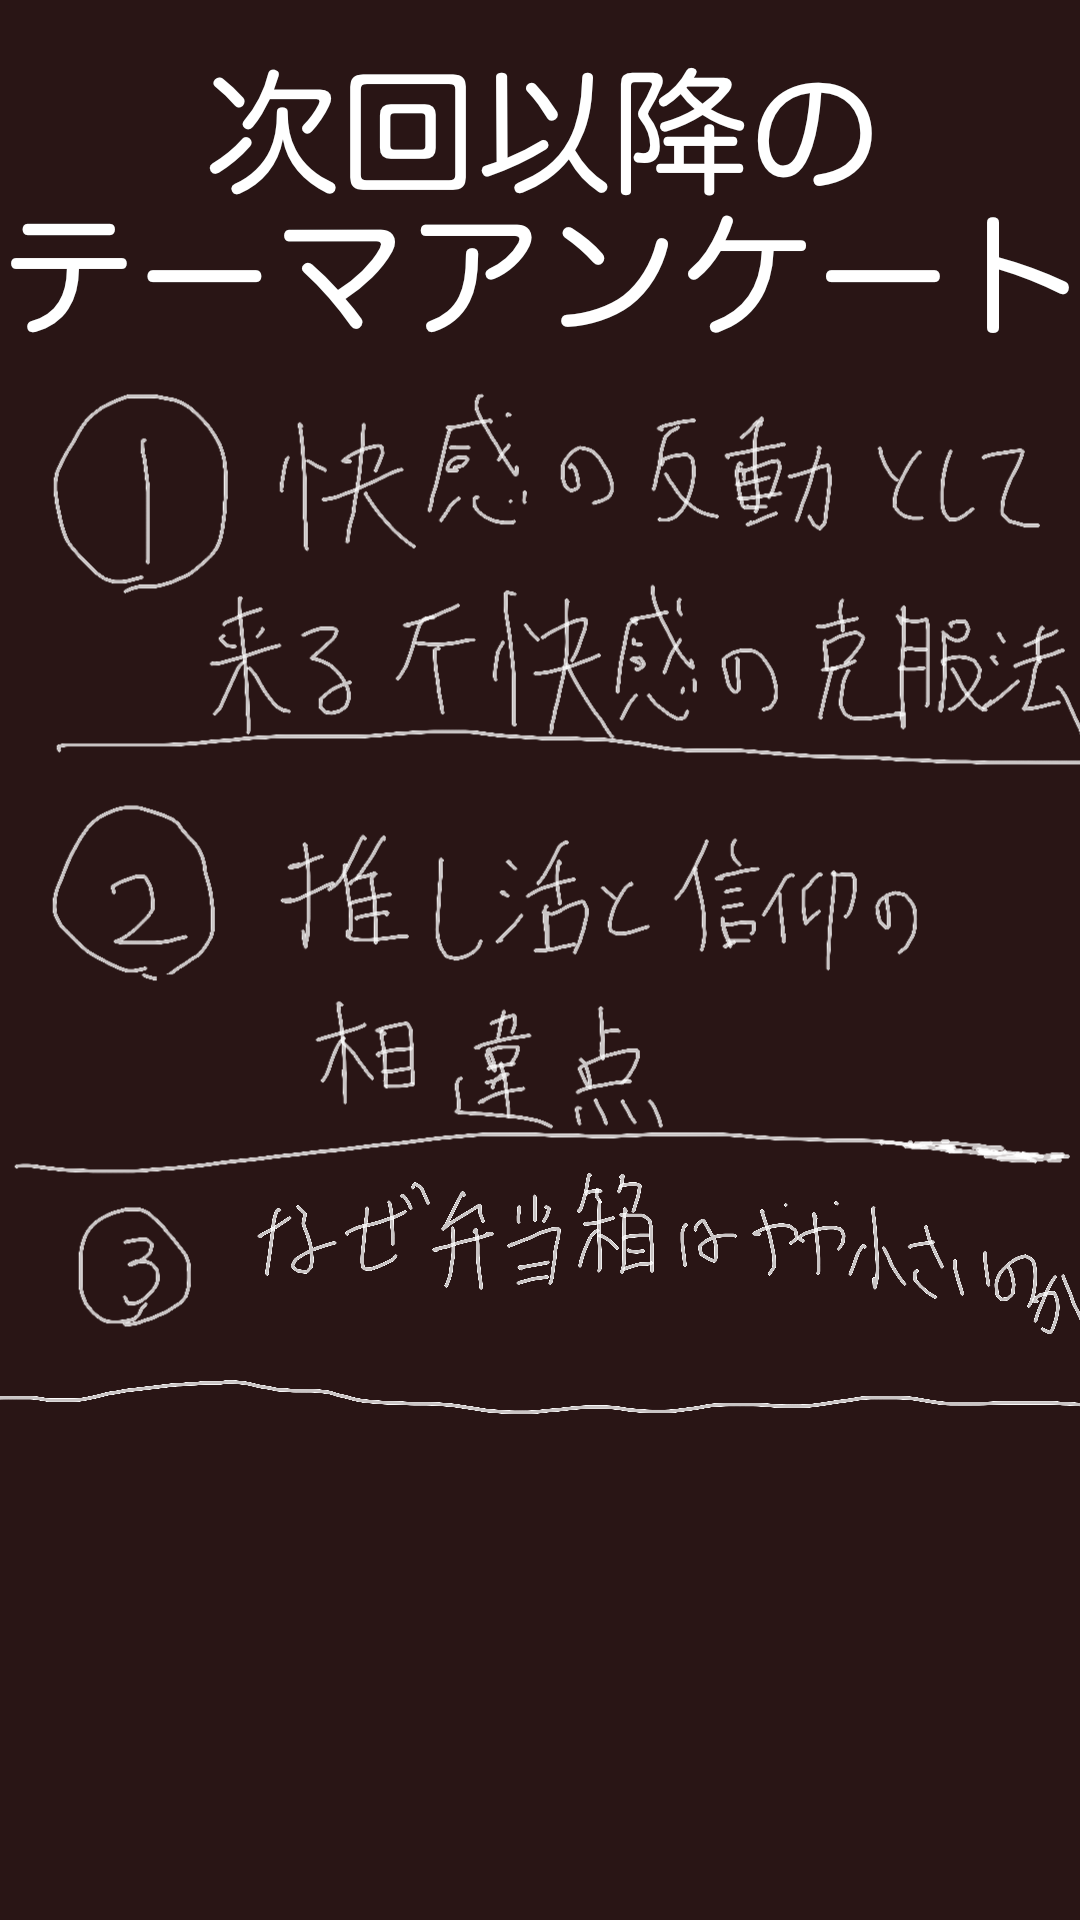 次回以降の
テーマアンケート
① 快感の反動として
来る不快感の克服法
② 推し活と信仰の
相違点
③ なぜ弁当箱はやや小さいのか